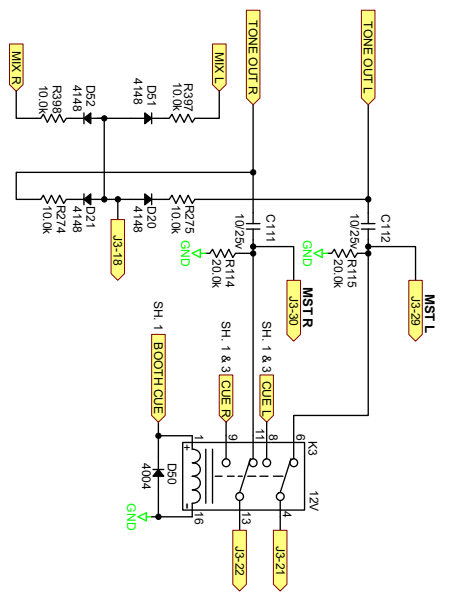 TONE OUT L
TONE OUT R
MIX L
MIX R
R397
10.0k
D51
4148
D52
4148
R398
10.0k
R275
10.0k
D20
4148
D21
4148
R274
10.0k
J3-18
C112
10/25v
R115
20.0k
GND
MST L
J3-29
C111
10/25v
R114
20.0k
GND
MST R
J3-30
SH. 1 & 3
CUE L
SH. 1 & 3
CUE R
SH. 1
BOOTH CUE
K3
12V
6
8
11
9
1
4
13
16
+
-
D50
4004
GND
J3-21
J3-22